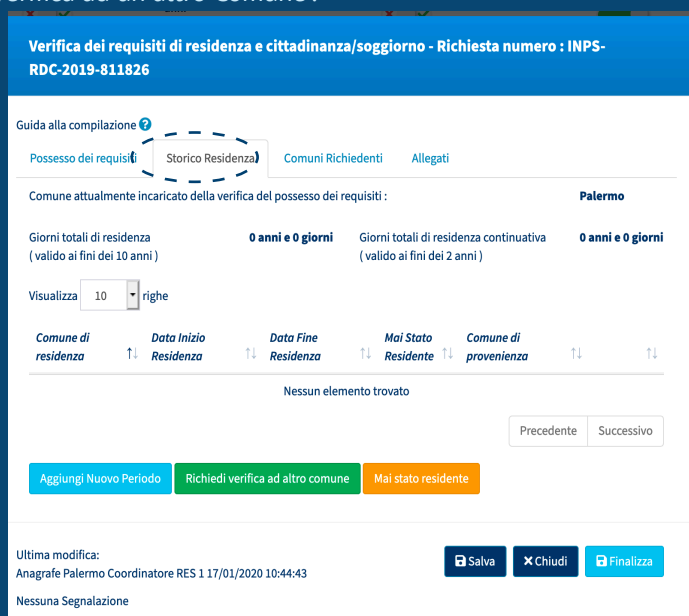 Verifica dei requisiti di residenza e cittadinanza/soggiorno - Richiesta numero : INPS-
RDC-2019-811826
Guida alla compilazione
Possesso dei requisiti Storico Residenza Comuni Richiedenti Allegati
Comune attualmente incaricato della verifica del possesso dei requisiti : Palermo
Giorni totali di residenza 0 anni e 0 giorni Giorni totali di residenza continuativa 0 anni e 0 giorni
( valido ai fini dei 10 anni ) ( valido ai fini dei 2 anni )
Visualizza 10 righe
Comune di Data Inizio Data Fine Mai Stato Comune di
residenza Residenza Residenza Residente provenienza
Nessun elemento trovato
Precedente Successivo
Aggiungi Nuovo Periodo Richiedi verifica ad altro comune Mai stato residente
Ultima modifica: Salva Chiudi Finalizza
Anagrafe Palermo Coordinatore RES 1 17/01/2020 10:44:43
Nessuna Segnalazione